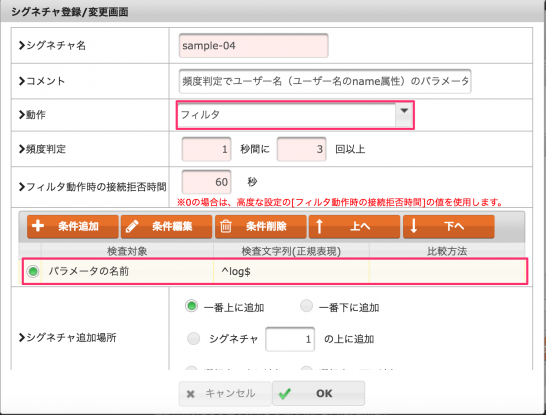 シグネチャ登録/変更画面
シグネチャ名 sample-04
コメント 頻度判定でユーザー名（ユーザー名のname属性）のパラメータ
動作 フィルタ
頻度判定 1 秒間に 3 回以上
フィルタ動作時の接続拒否時間 60 秒
※0の場合は、高度な設定の[フィルタ動作時の接続拒否時間]の値を使用します。
条件追加 条件編集 条件削除 上へ 下へ
検査対象 検査文字列(正規表現) 比較方法
パラメータの名前 ^log$
一番上に追加 一番下に追加
シグネチャ追加場所 シグネチャ 1 の上に追加
キャンセル OK